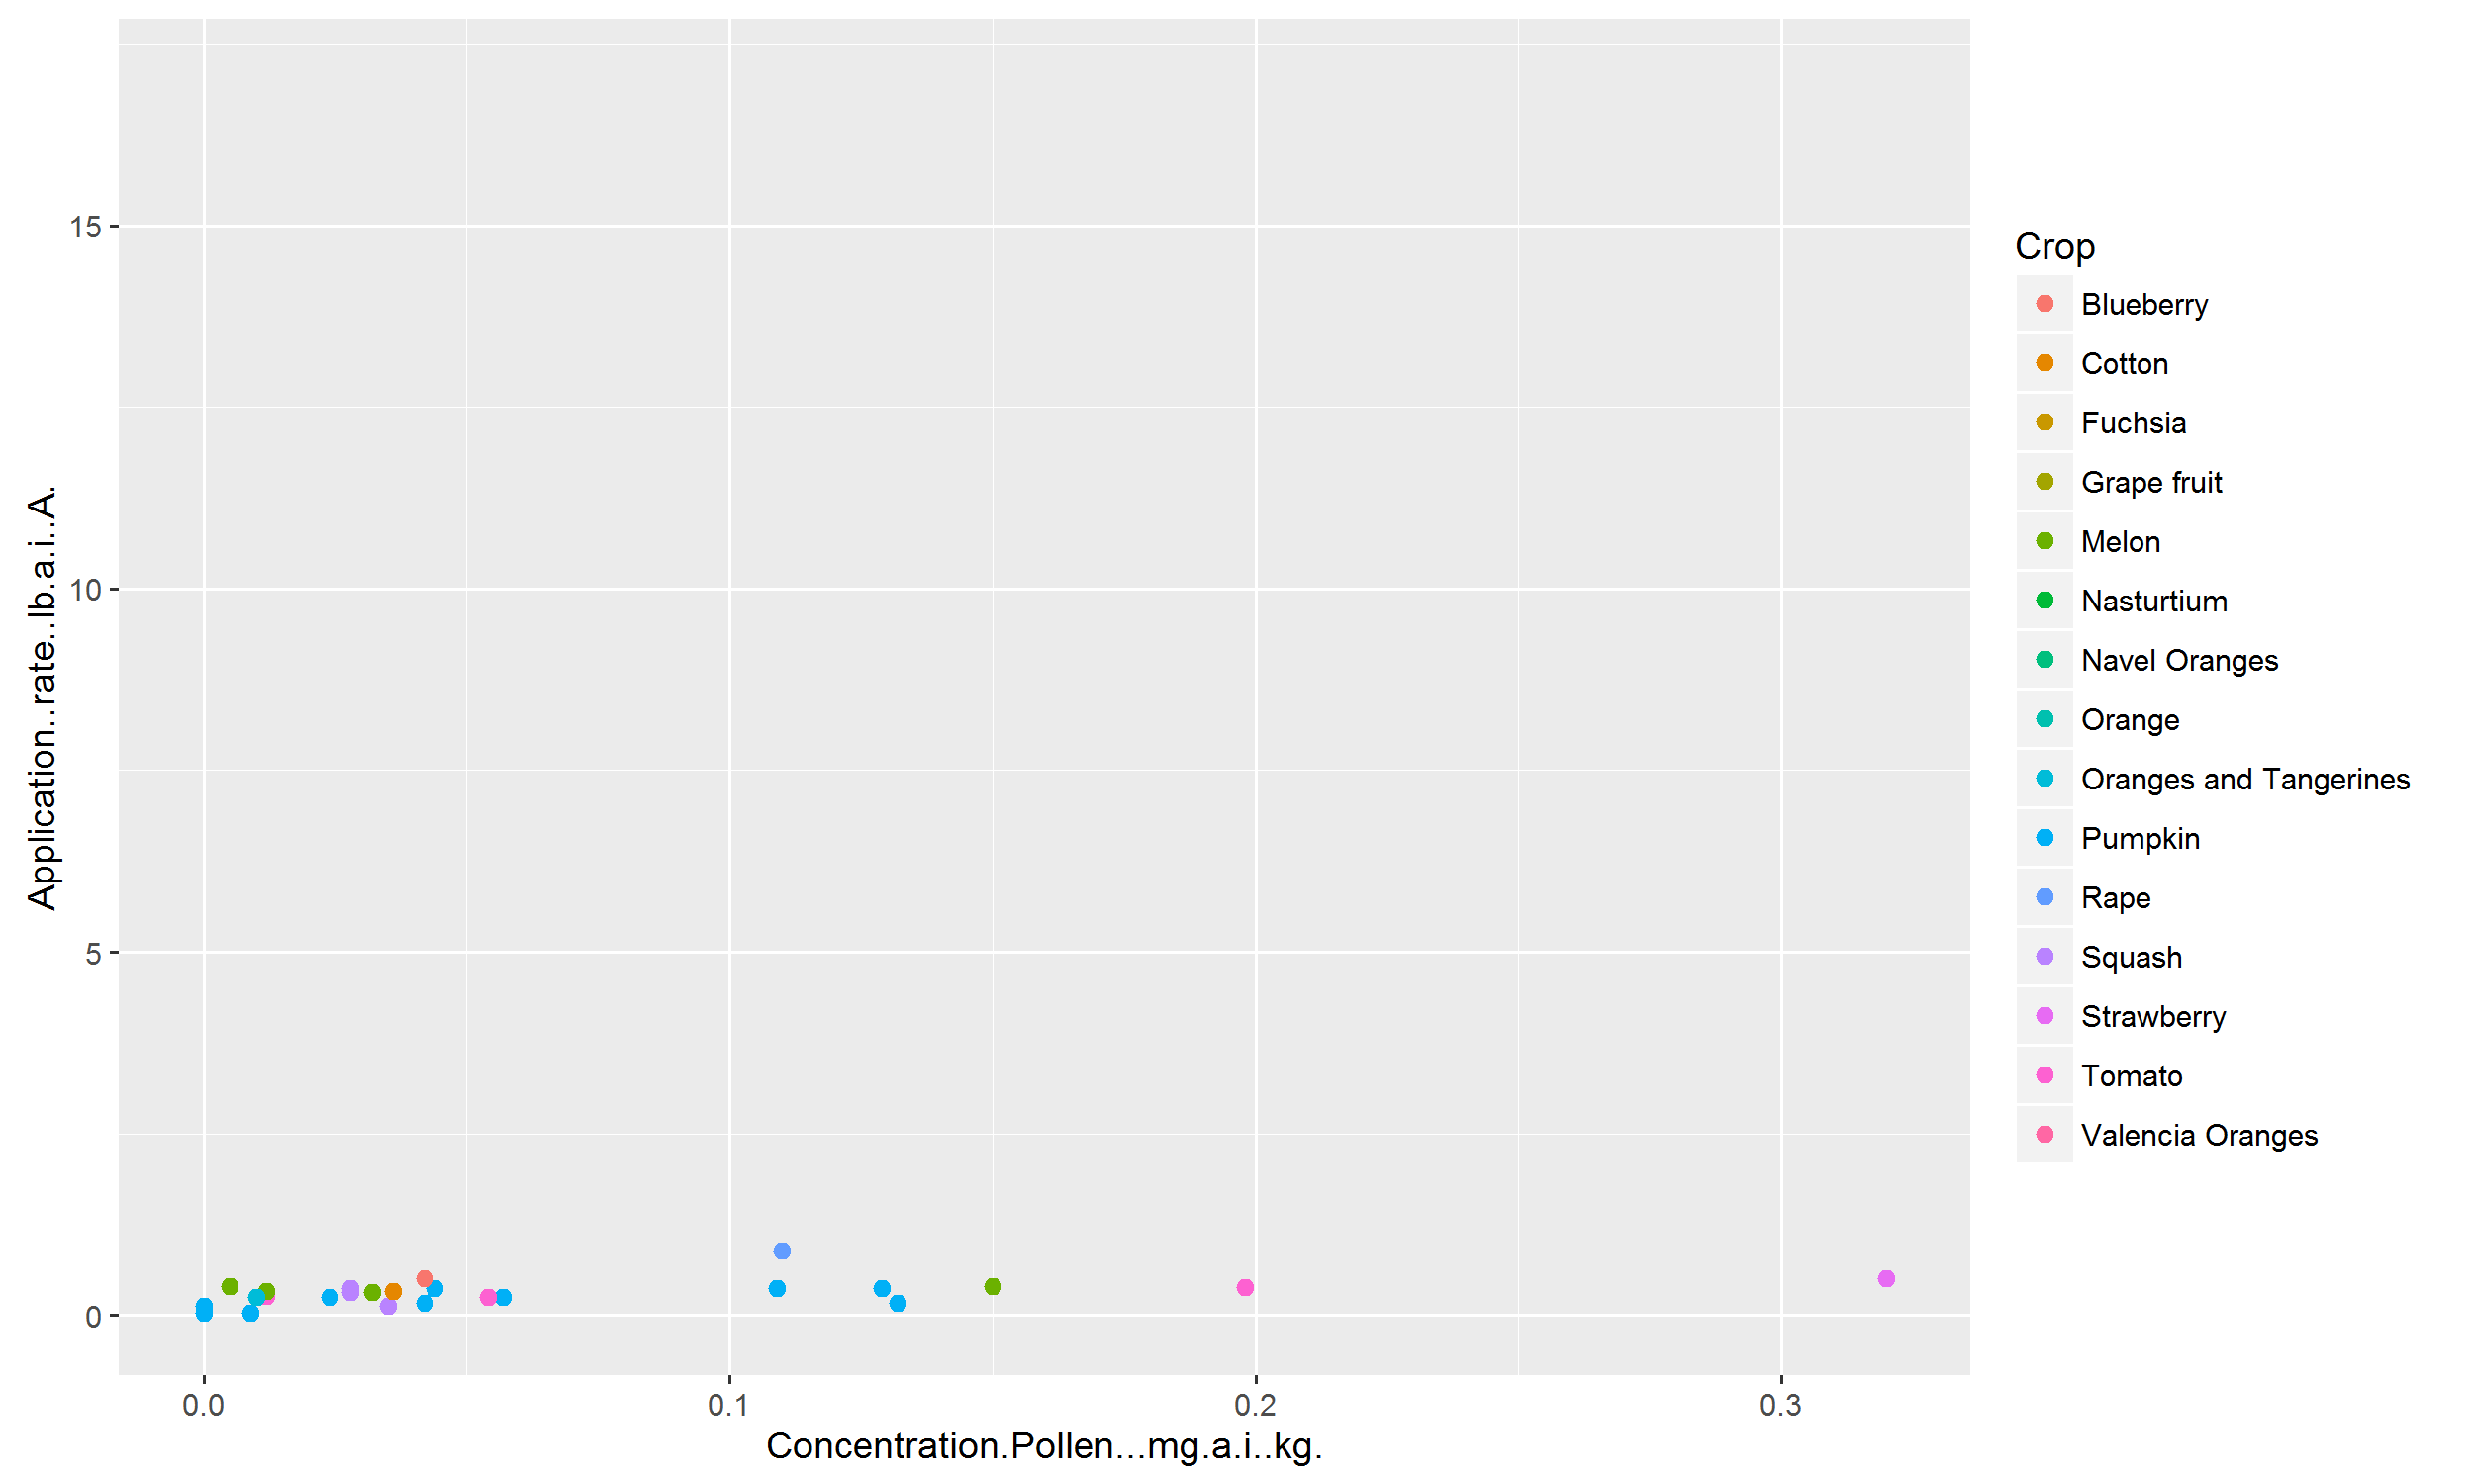 15
10
5
0
Application..rate..lb.a.i..A.
0.0
0.1
0.2
0.3
Concentration.Pollen...mg.a.i..kg.
Crop
Blueberry
Cotton
Fuchsia
Grape fruit
Melon
Nasturtium
Navel Oranges
Orange
Oranges and Tangerines
Pumpkin
Rape
Squash
Strawberry
Tomato
Valencia Oranges